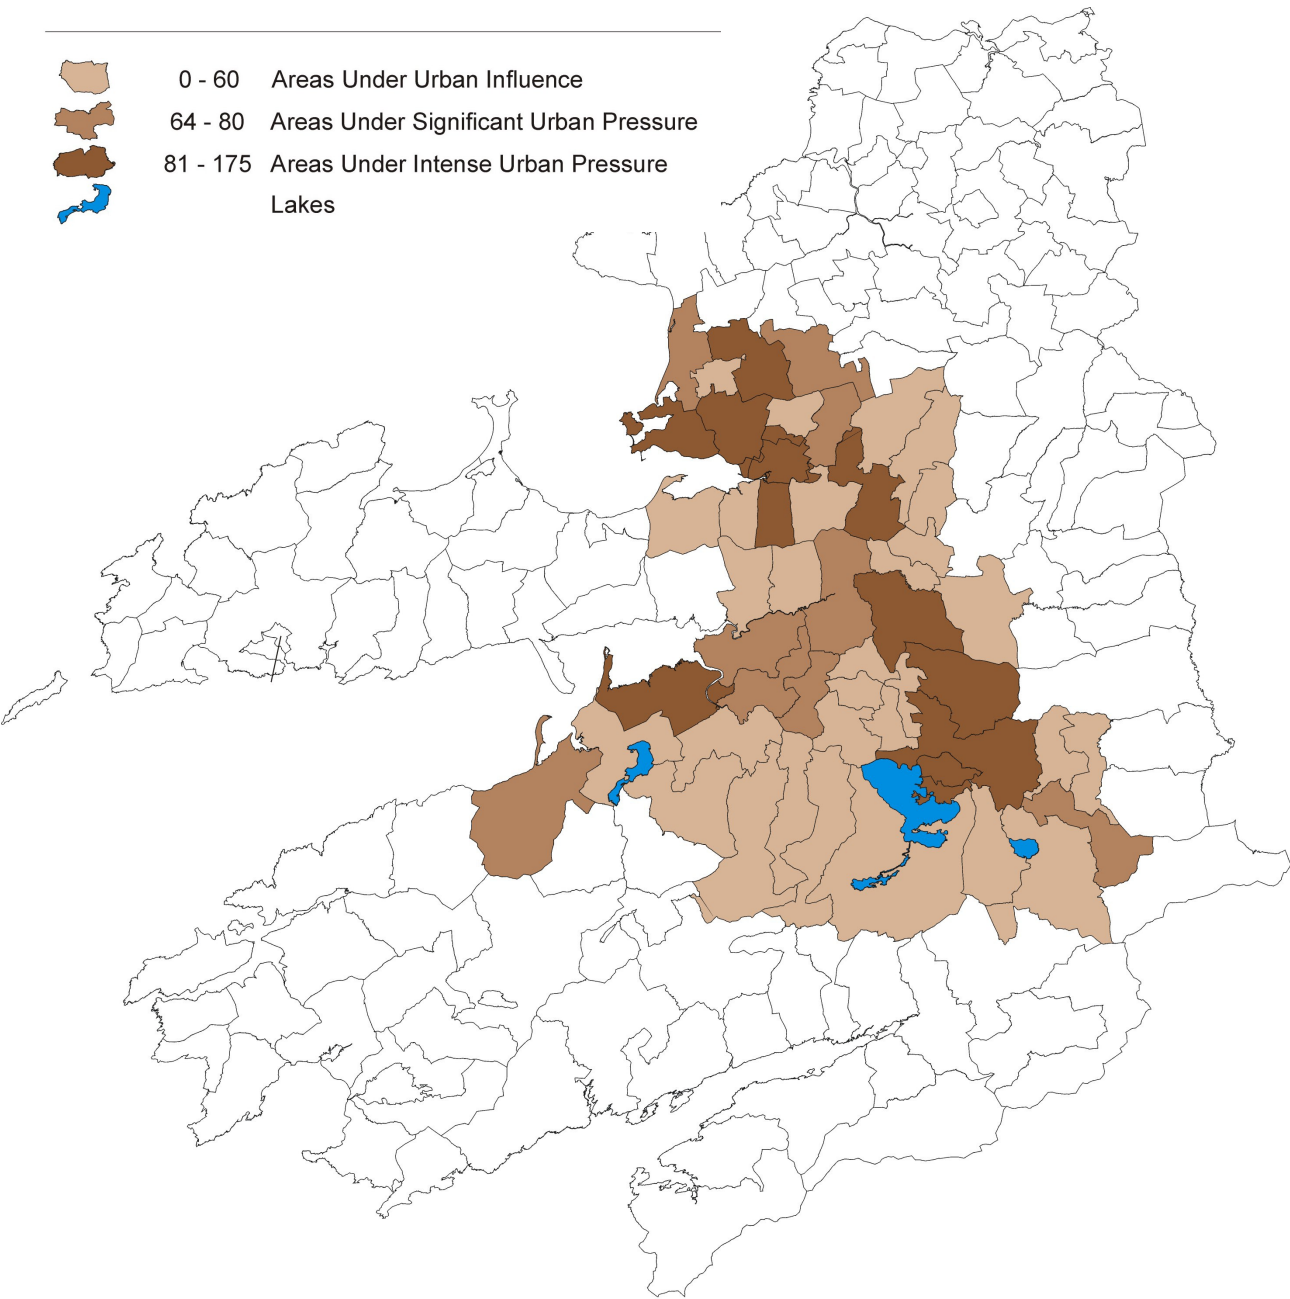 0 - 60 Areas Under Urban Influence
64 - 80 Areas Under Significant Urban Pressure
81 - 175 Areas Under Intense Urban Pressure
Lakes